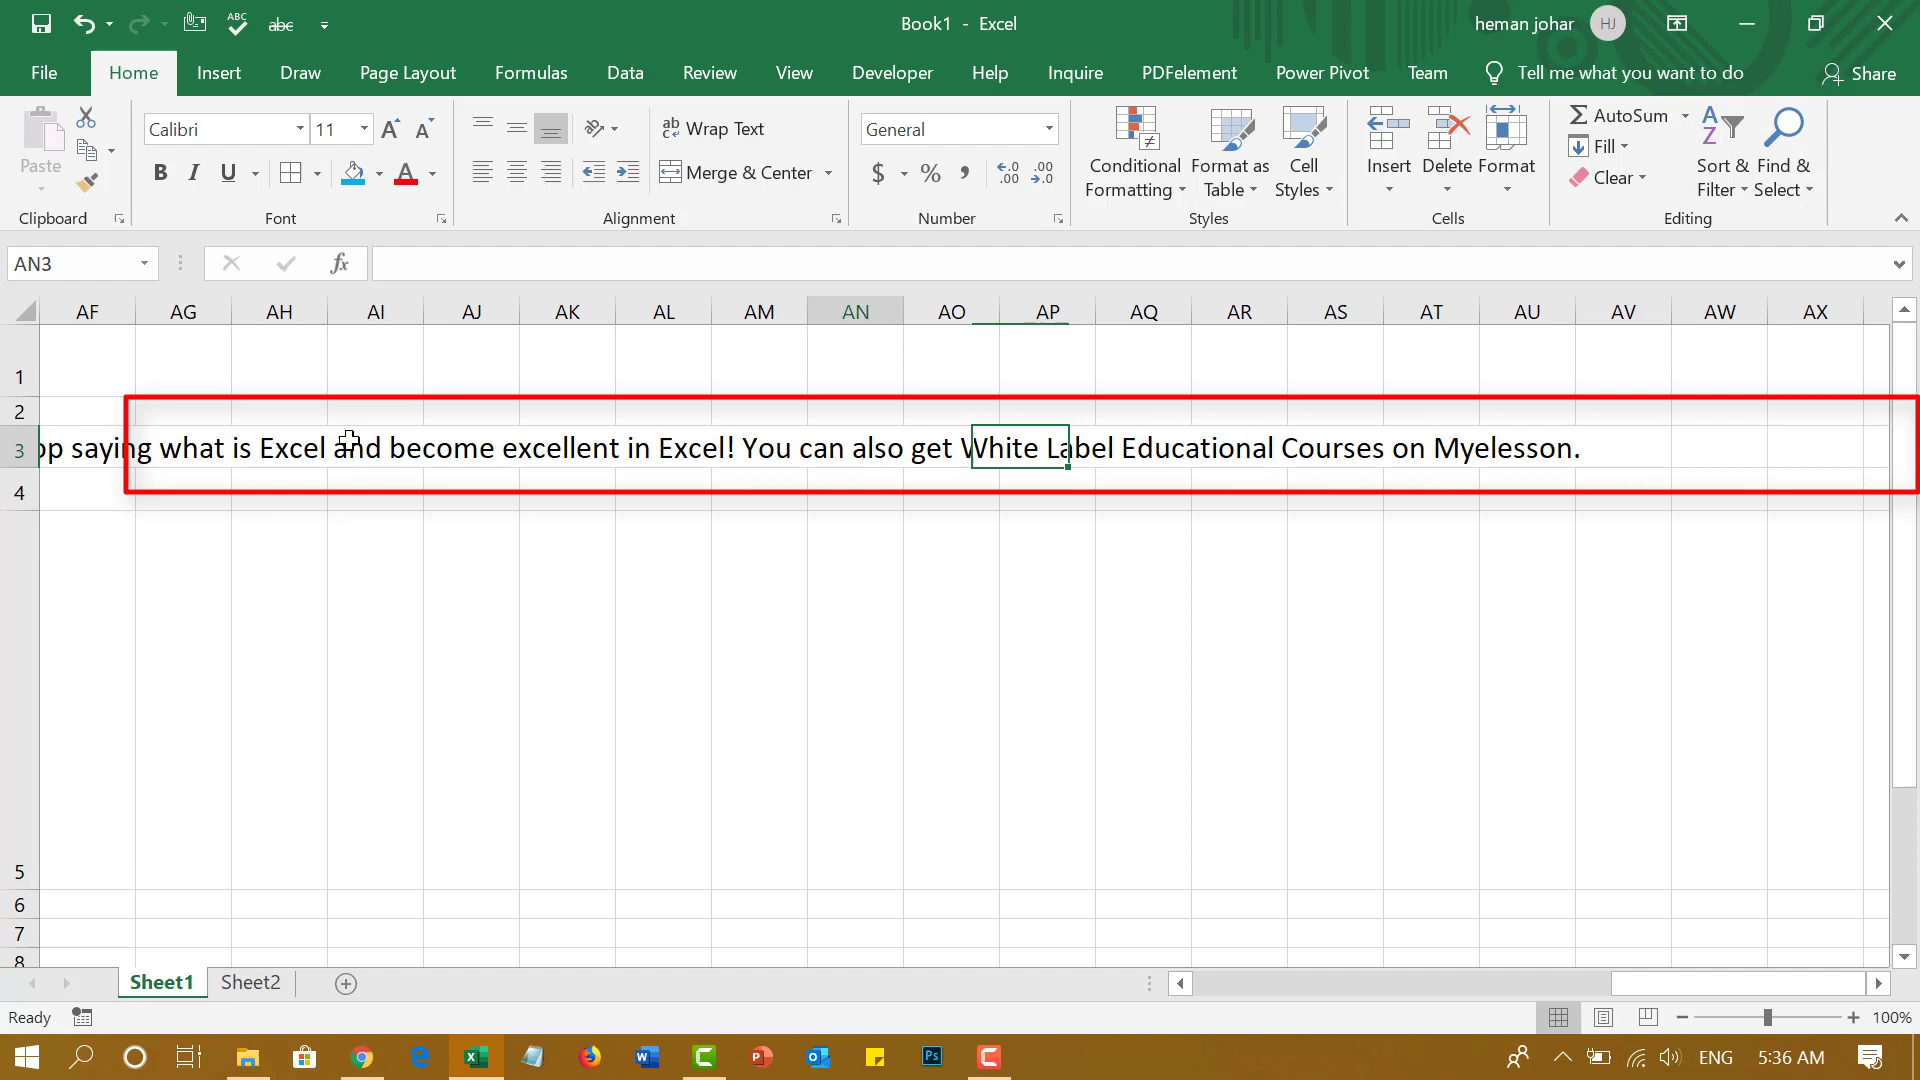 Book1 - Excel
heman johar
HJ
File Home Insert Draw Page Layout Formulas Data Review View Developer Help Inquire PDFelement Power Pivot Team Tell me what you want to do Share
Paste
Clipboard
Calibri 11
B I U
Font
Wrap Text
Merge & Center
Alignment
General
$ % ,
Number
Conditional Formatting
Format as Table
Cell Styles
Styles
Insert
Delete
Format
Cells
AutoSum
Fill
Clear
Sort & Filter
Find & Select
Editing
AN3
fx
AF AG AH AI AJ AK AL AM AN AO AP AQ AR AS AT AU AV AW AX
1
2
3 op saying what is Excel and become excellent in Excel! You can also get White Label Educational Courses on Myelesson.
4
5
6
7
8
Sheet1 Sheet2
Ready
100%
ENG 5:36 AM